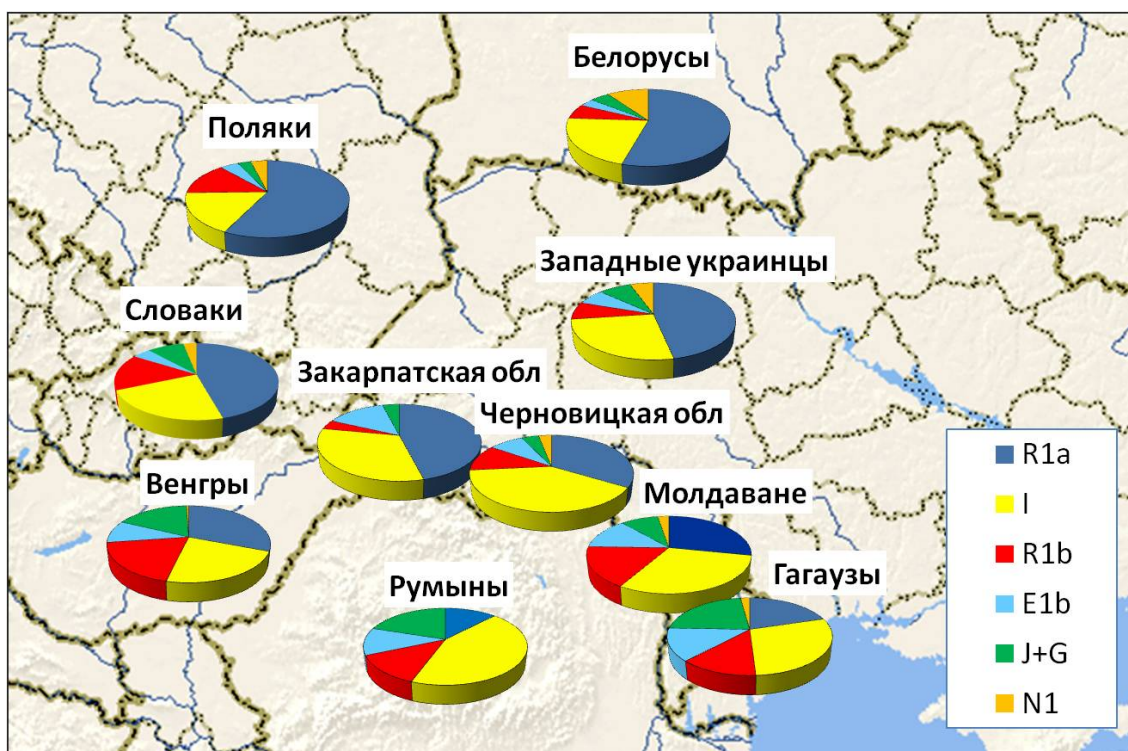 Белорусы
Поляки
Западные украинцы
Словаки
Закарпатская обл
Черновицкая обл
Венгры
Молдаване
Румыны
Гагаузы
R1a
I
R1b
E1b
J+G
N1